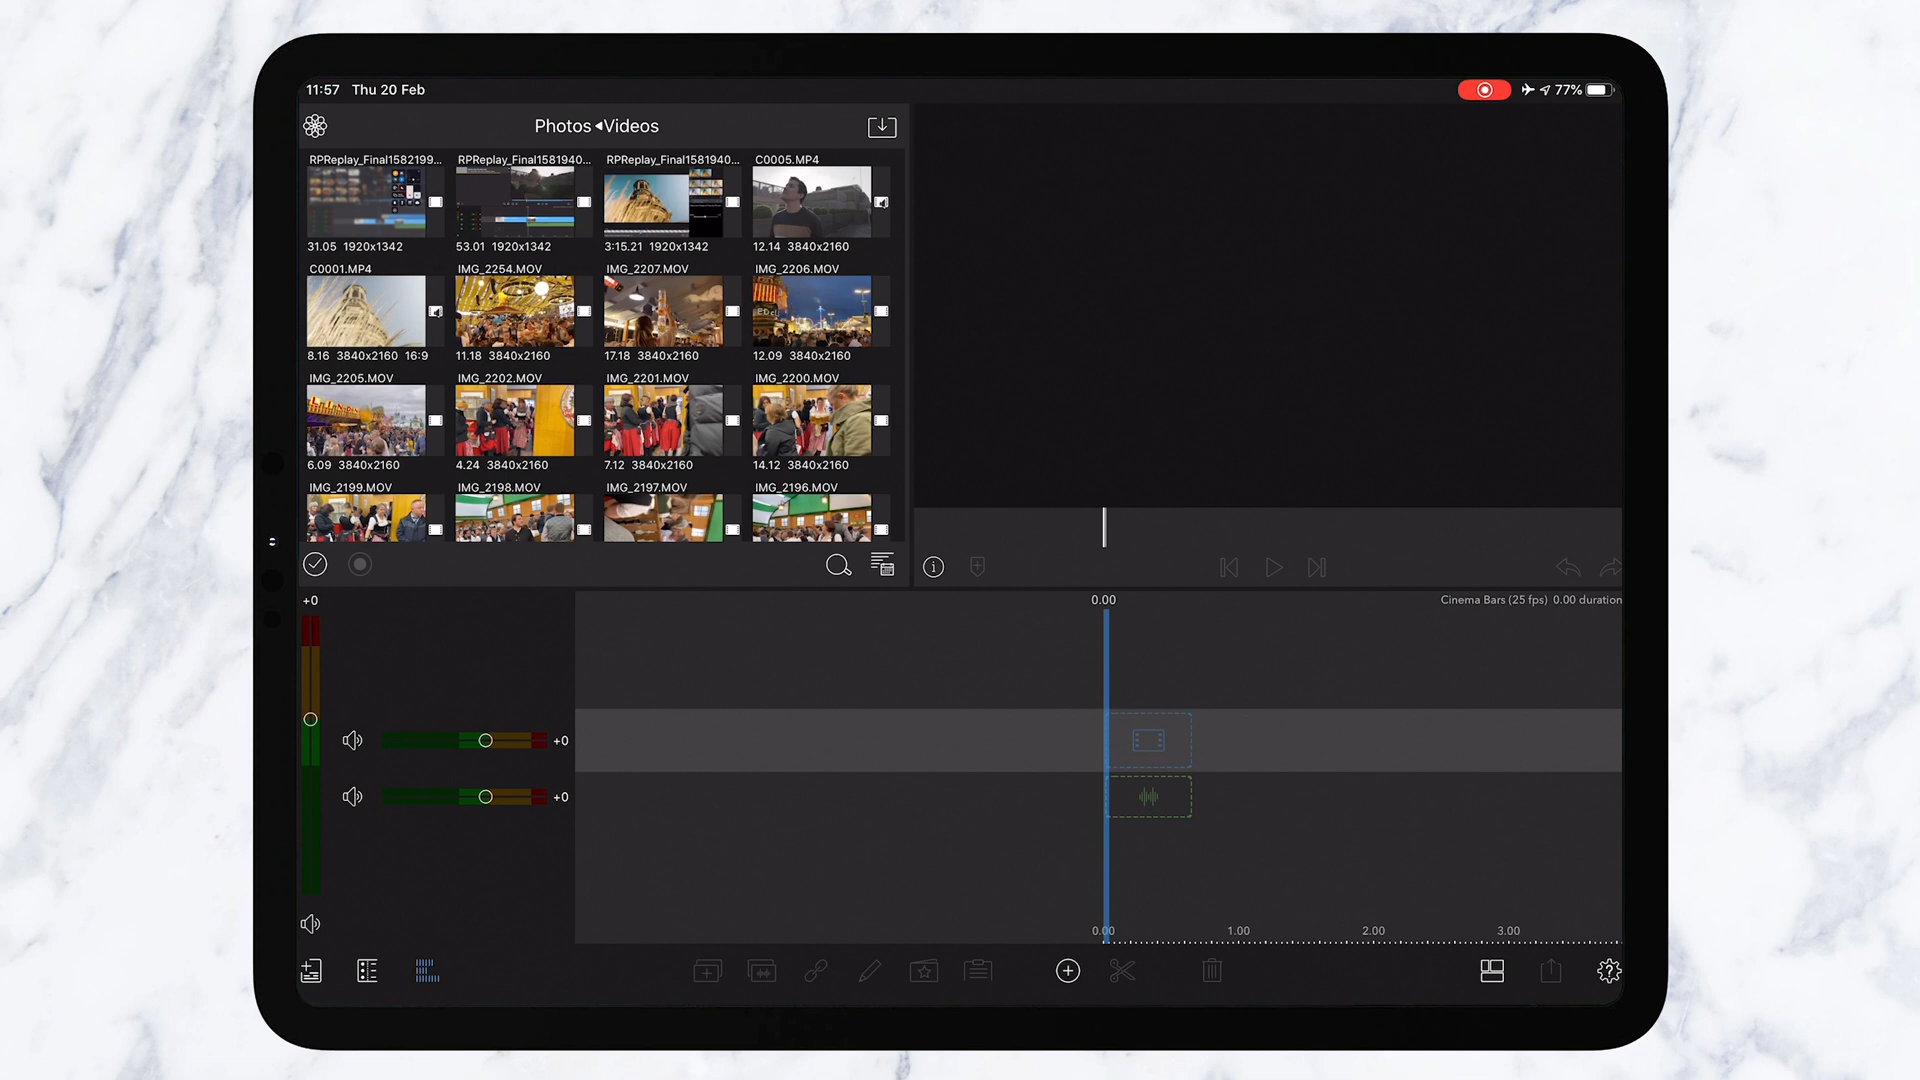 11:57 Thu 20 Feb
77%
Photos◂Videos
RPReplay_Final1582199... RPReplay_Final1581940... RPReplay_Final1581940... C0005.MP4
31.05 1920x1342 53.01 1920x1342 3:15.21 1920x1342 12.14 3840x2160
C0001.MP4 IMG_2254.MOV IMG_2207.MOV IMG_2206.MOV
8.16 3840x2160 16:9 11.18 3840x2160 17.18 3840x2160 12.09 3840x2160
IMG_2205.MOV IMG_2202.MOV IMG_2201.MOV IMG_2200.MOV
6.09 3840x2160 4.24 3840x2160 7.12 3840x2160 14.12 3840x2160
IMG_2199.MOV IMG_2198.MOV IMG_2197.MOV IMG_2196.MOV
+0
0.00
Cinema Bars (25 fps) 0.00 duration
+0
+0
0.00 1.00 2.00 3.00